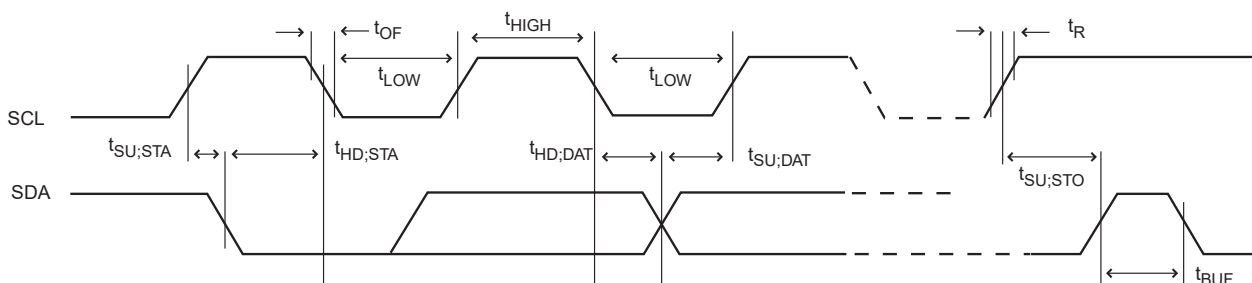 tOF
tHIGH
tR
tLOW
tLOW
SCL
tSU;STA
tHD;STA
tHD;DAT
tSU;DAT
tSU;STO
SDA
tBUF